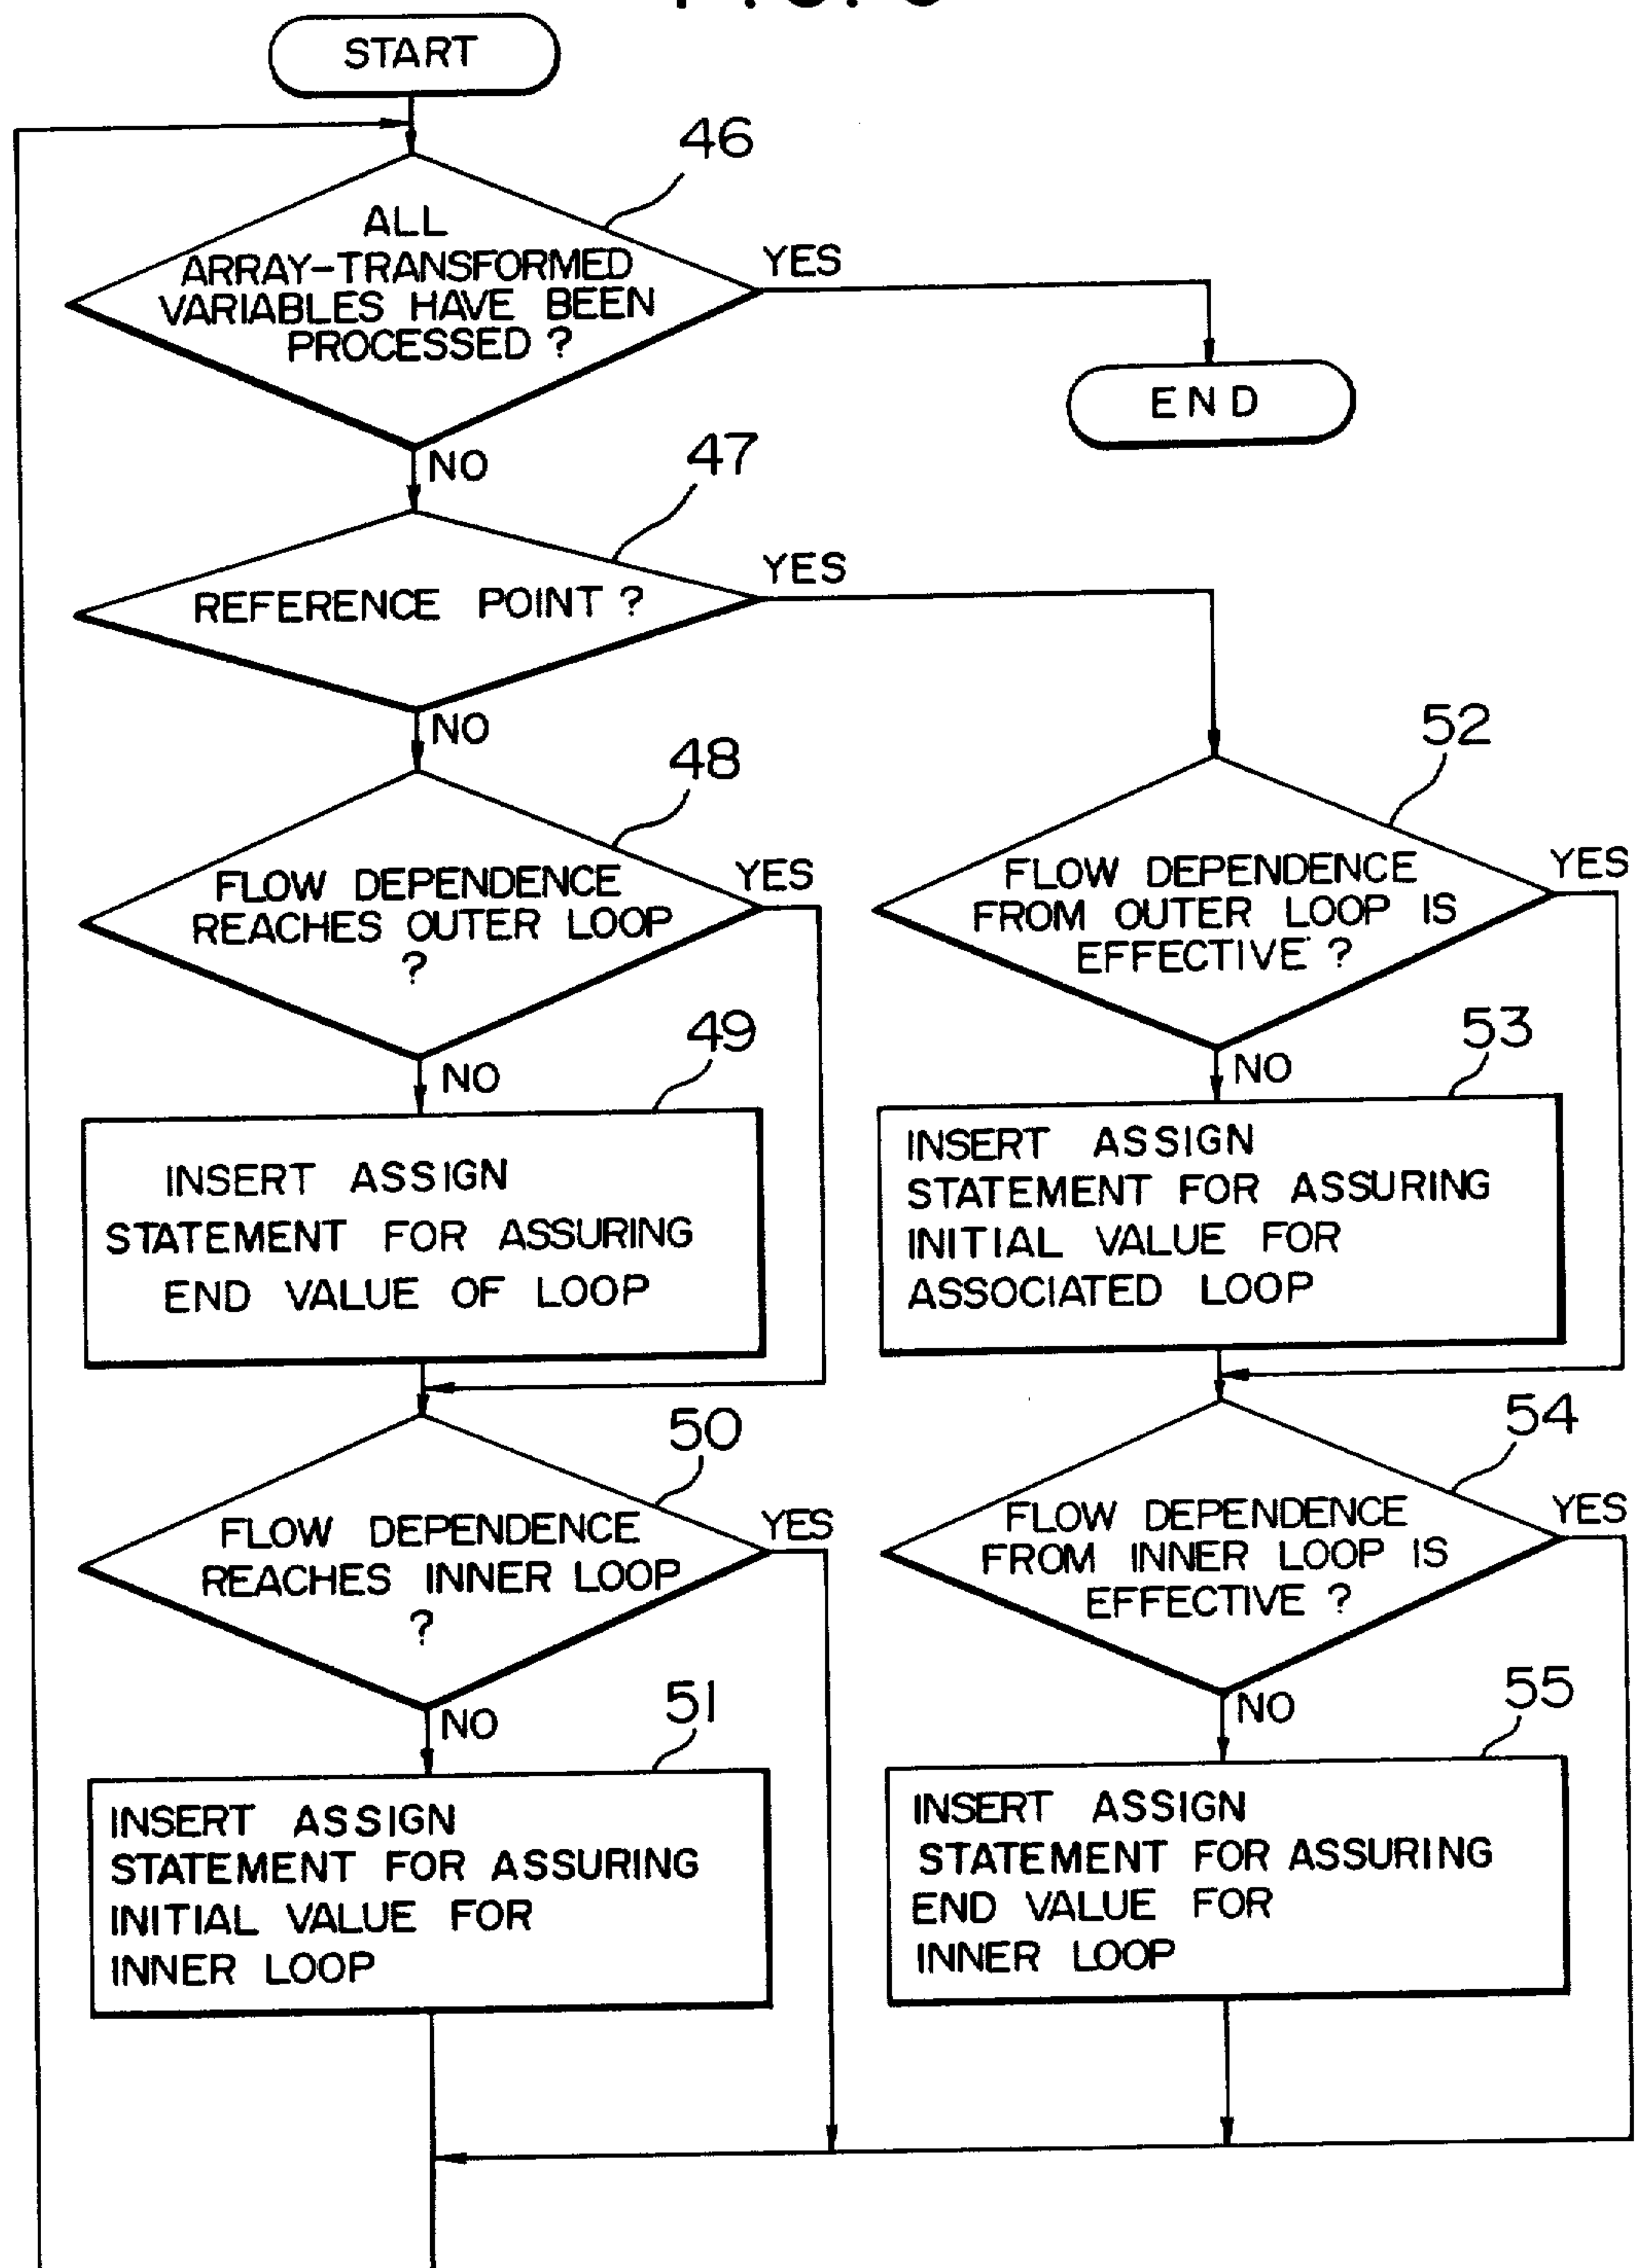 START
46
ALL
ARRAY-TRANSFORMED
VARIABLES HAVE BEEN
PROCESSED ?
YES
END
NO
47
REFERENCE POINT ?
YES
NO
48
FLOW DEPENDENCE
REACHES OUTER LOOP
?
YES
NO
52
FLOW DEPENDENCE
FROM OUTER LOOP IS
EFFECTIVE ?
YES
NO
49
INSERT ASSIGN
STATEMENT FOR ASSURING
END VALUE OF LOOP
53
INSERT ASSIGN
STATEMENT FOR ASSURING
INITIAL VALUE FOR
ASSOCIATED LOOP
50
FLOW DEPENDENCE
REACHES INNER LOOP
?
YES
NO
54
FLOW DEPENDENCE
FROM INNER LOOP IS
EFFECTIVE ?
YES
NO
51
INSERT ASSIGN
STATEMENT FOR ASSURING
INITIAL VALUE FOR
INNER LOOP
55
INSERT ASSIGN
STATEMENT FOR ASSURING
END VALUE FOR
INNER LOOP